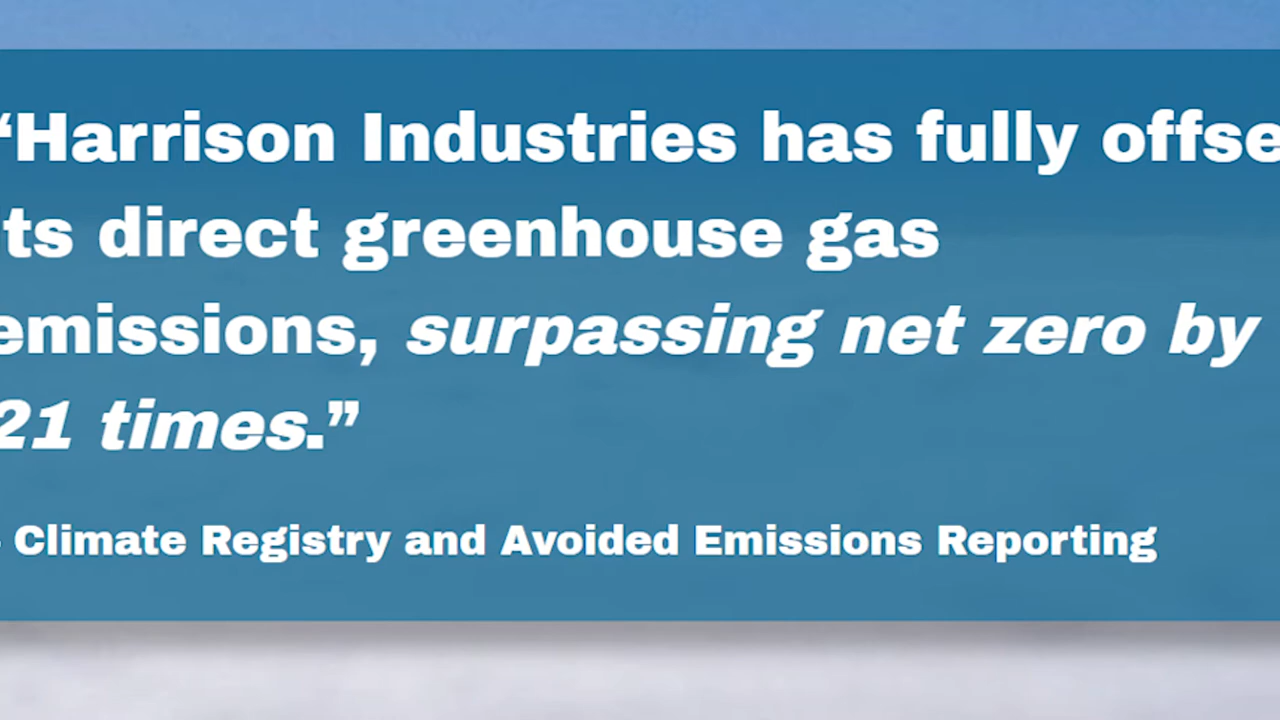 “Harrison Industries has fully offse
ts direct greenhouse gas
emissions, surpassing net zero by
21 times.”
- Climate Registry and Avoided Emissions Reporting